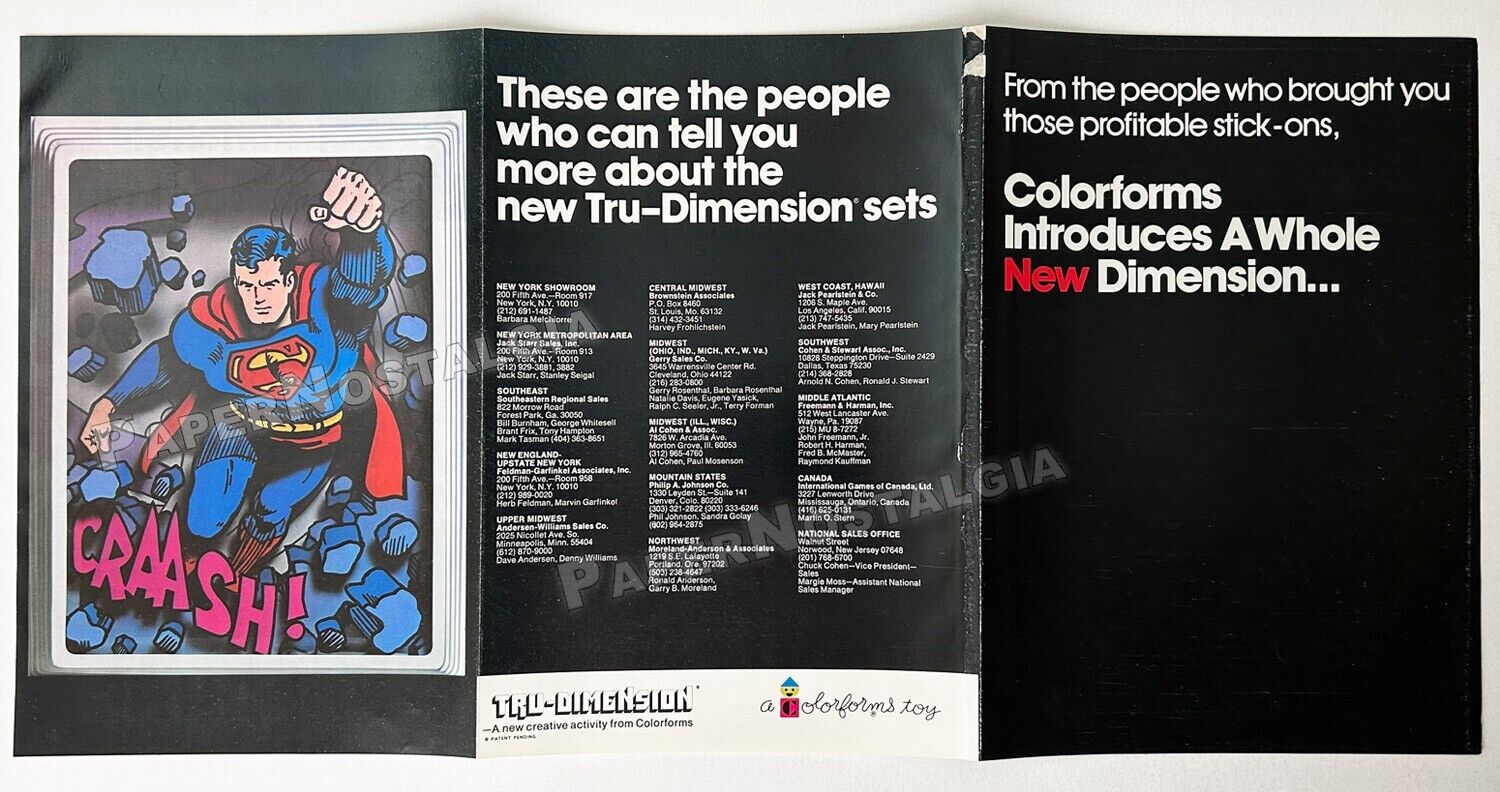 CRAASH!
These are the people
who can tell you
more about the
new Tru-Dimension® sets
NEW YORK SHOWROOM
200 Fifth Ave.—Room 917
New York, N.Y. 10010
(212) 691-1487
Barbara Melchiorre
NEW YORK METROPOLITAN AREA
Jack Starr Sales, Inc.
200 Fifth Ave.—Room 913
New York, N.Y. 10010
(212) 929-3881, 3882
Jack Starr, Stanley Seigal
SOUTHEAST
Southeastern Regional Sales
822 Morrow Road
Forest Park, Ga. 30050
Bill Burnham, George Whitesell
Brant Frix, Tony Hampton
Mark Tasman (404) 363-8651
NEW ENGLAND-
UPSTATE NEW YORK
Feldman-Garfinkel Associates, Inc.
200 Fifth Ave.—Room 958
New York, N.Y. 10010
(212) 989-0020
Herb Feldman, Marvin Garfinkel
UPPER MIDWEST
Andersen-Williams Sales Co.
2025 Nicollet Ave. So.
Minneapolis, Minn. 55404
(612) 870-9000
Dave Andersen, Denny Williams
CENTRAL MIDWEST
Brownstein Associates
P.O. Box 8460
St. Louis, Mo. 63132
(314) 432-3451
Harvey Frohlichstein
MIDWEST
(OHIO, IND., MICH., KY., W. Va.)
Gerry Sales Co.
3645 Warrensville Center Rd.
Cleveland, Ohio 44122
(216) 283-0800
Gerry Rosenthal, Barbara Rosenthal
Natalie Davis, Eugene Yasick,
Ralph C. Seeler, Jr., Terry Forman
MIDWEST (ILL., WISC.)
Al Cohen & Assoc.
7826 W. Arcadia Ave.
Morton Grove, Ill. 60053
(312) 965-4760
Al Cohen, Paul Mosenson
MOUNTAIN STATES
Philip A. Johnson Co.
1330 Leyden St.—Suite 141
Denver, Colo. 80220
(303) 321-2822 (303) 333-6246
Phil Johnson, Sandra Golay
(602) 964-2875
NORTHWEST
Moreland-Anderson & Associates
1219 S.E. Lafayette
Portland, Ore. 97202
(503) 238-4647
Ronald Anderson,
Garry B. Moreland
WEST COAST, HAWAII
Jack Pearlstein & Co.
1206 S. Maple Ave.
Los Angeles, Calif. 90015
(213) 747-5435
Jack Pearlstein, Mary Pearlstein
SOUTHWEST
Cohen & Stewart Assoc., Inc.
10828 Steppington Drive—Suite 2429
Dallas, Texas 75230
(214) 368-2828
Arnold N. Cohen, Ronald J. Stewart
MIDDLE ATLANTIC
Freemann & Harman, Inc.
512 West Lancaster Ave.
Wayne, Pa. 19087
(215) MU 8-7272
John Freemann, Jr.
Robert H. Harman,
Fred B. McMaster,
Raymond Kauffman
CANADA
International Games of Canada, Ltd.
3227 Lenworth Drive
Mississauga, Ontario, Canada
(416) 625-0131
Martin O. Stern
NATIONAL SALES OFFICE
Walnut Street
Norwood, New Jersey 07648
(201) 768-6700
Chuck Cohen—Vice President—
Sales
Margie Moss—Assistant National
Sales Manager
TRU-DIMENSION®
—A new creative activity from Colorforms
® PATENT PENDING
a Colorforms® toy
From the people who brought you
those profitable stick-ons,
Colorforms
Introduces A Whole
New Dimension...
PAPERNOSTALGIA
PAPERNOSTALGIA